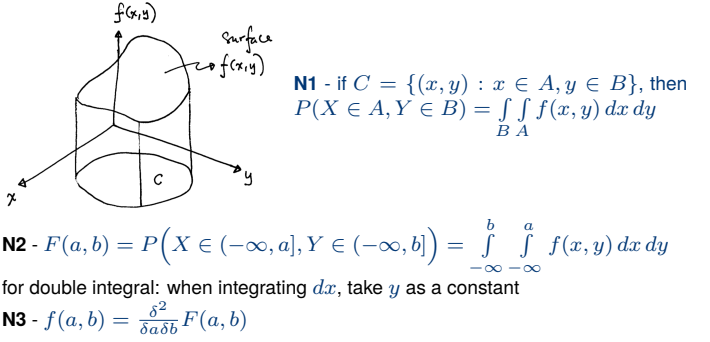 f(x,y)
surface
f(x,y)
N1 - if C = {(x, y) : x ∈ A, y ∈ B}, then
P(X ∈ A, Y ∈ B) = ∫_B ∫_A f(x, y) dx dy
x
y
C
N2 - F(a, b) = P(X ∈ (−∞, a], Y ∈ (−∞, b]) = ∫_{−∞}^{b} ∫_{−∞}^{a} f(x, y) dx dy
for double integral: when integrating dx, take y as a constant
N3 - f(a, b) = δ²/δaδb F(a, b)